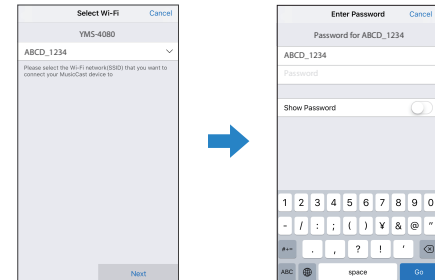 Select Wi-Fi Cancel
YMS-4080
ABCD_1234
Please select the Wi-Fi network(SSID) that you want to
connect your MusicCast device to
Next
Enter Password Cancel
Password for ABCD_1234
ABCD_1234
Password
Show Password
1 2 3 4 5 6 7 8 9 0
- / : ; ( ) ¥ & @ "
#+= . , ? ! '
ABC space Go